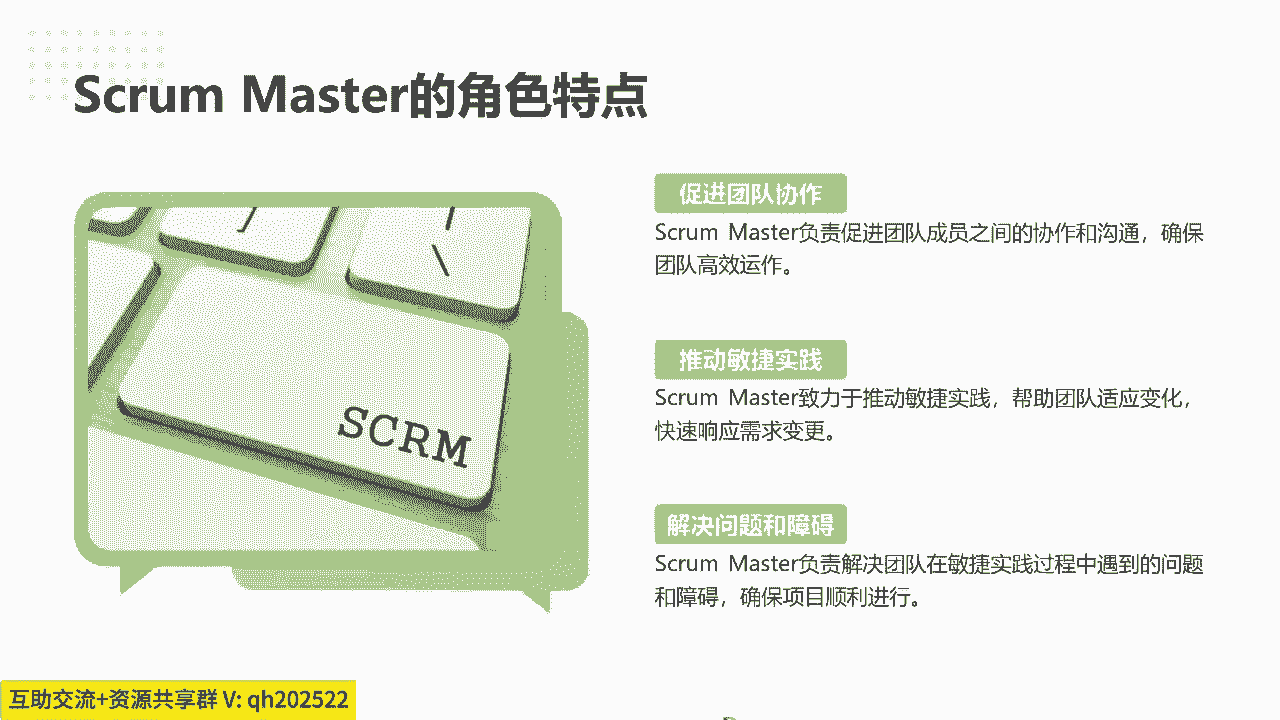 Scrum Master的角色特点
SCRM
促进团队协作
Scrum Master负责促进团队成员之间的协作和沟通，确保
团队高效运作。
推动敏捷实践
Scrum Master致力于推动敏捷实践，帮助团队适应变化，
快速响应需求变更。
解决问题和障碍
Scrum Master负责解决团队在敏捷实践过程中遇到的问题
和障碍，确保项目顺利进行。
互助交流+资源共享群 V: qh202522